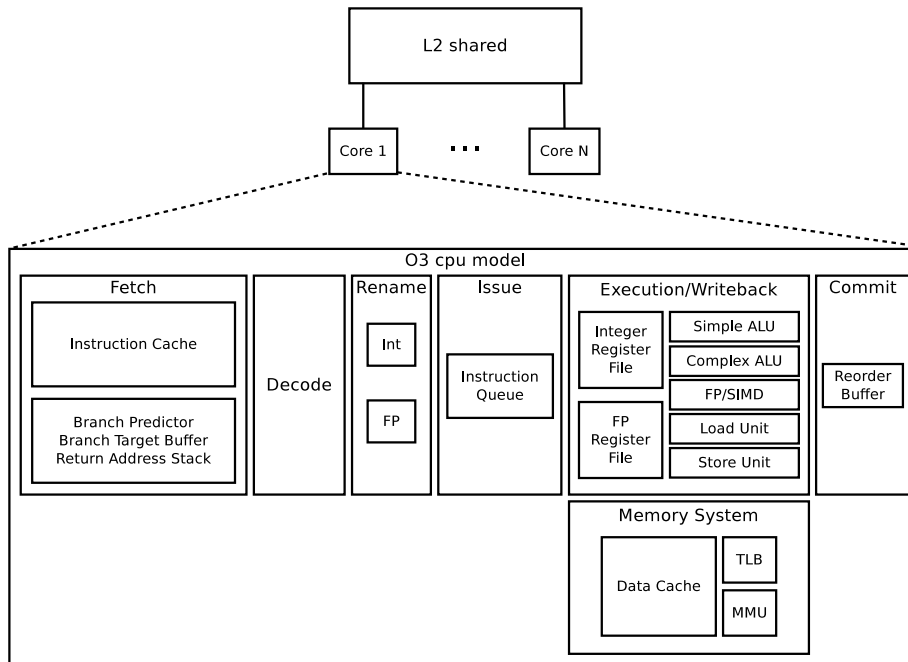 L2 shared
Core 1
...
Core N
O3 cpu model
Fetch
Instruction Cache
Branch Predictor
Branch Target Buffer
Return Address Stack
Decode
Rename
Int
FP
Issue
Instruction
Queue
Execution/Writeback
Integer
Register
File
FP
Register
File
Simple ALU
Complex ALU
FP/SIMD
Load Unit
Store Unit
Commit
Reorder
Buffer
Memory System
Data Cache
TLB
MMU